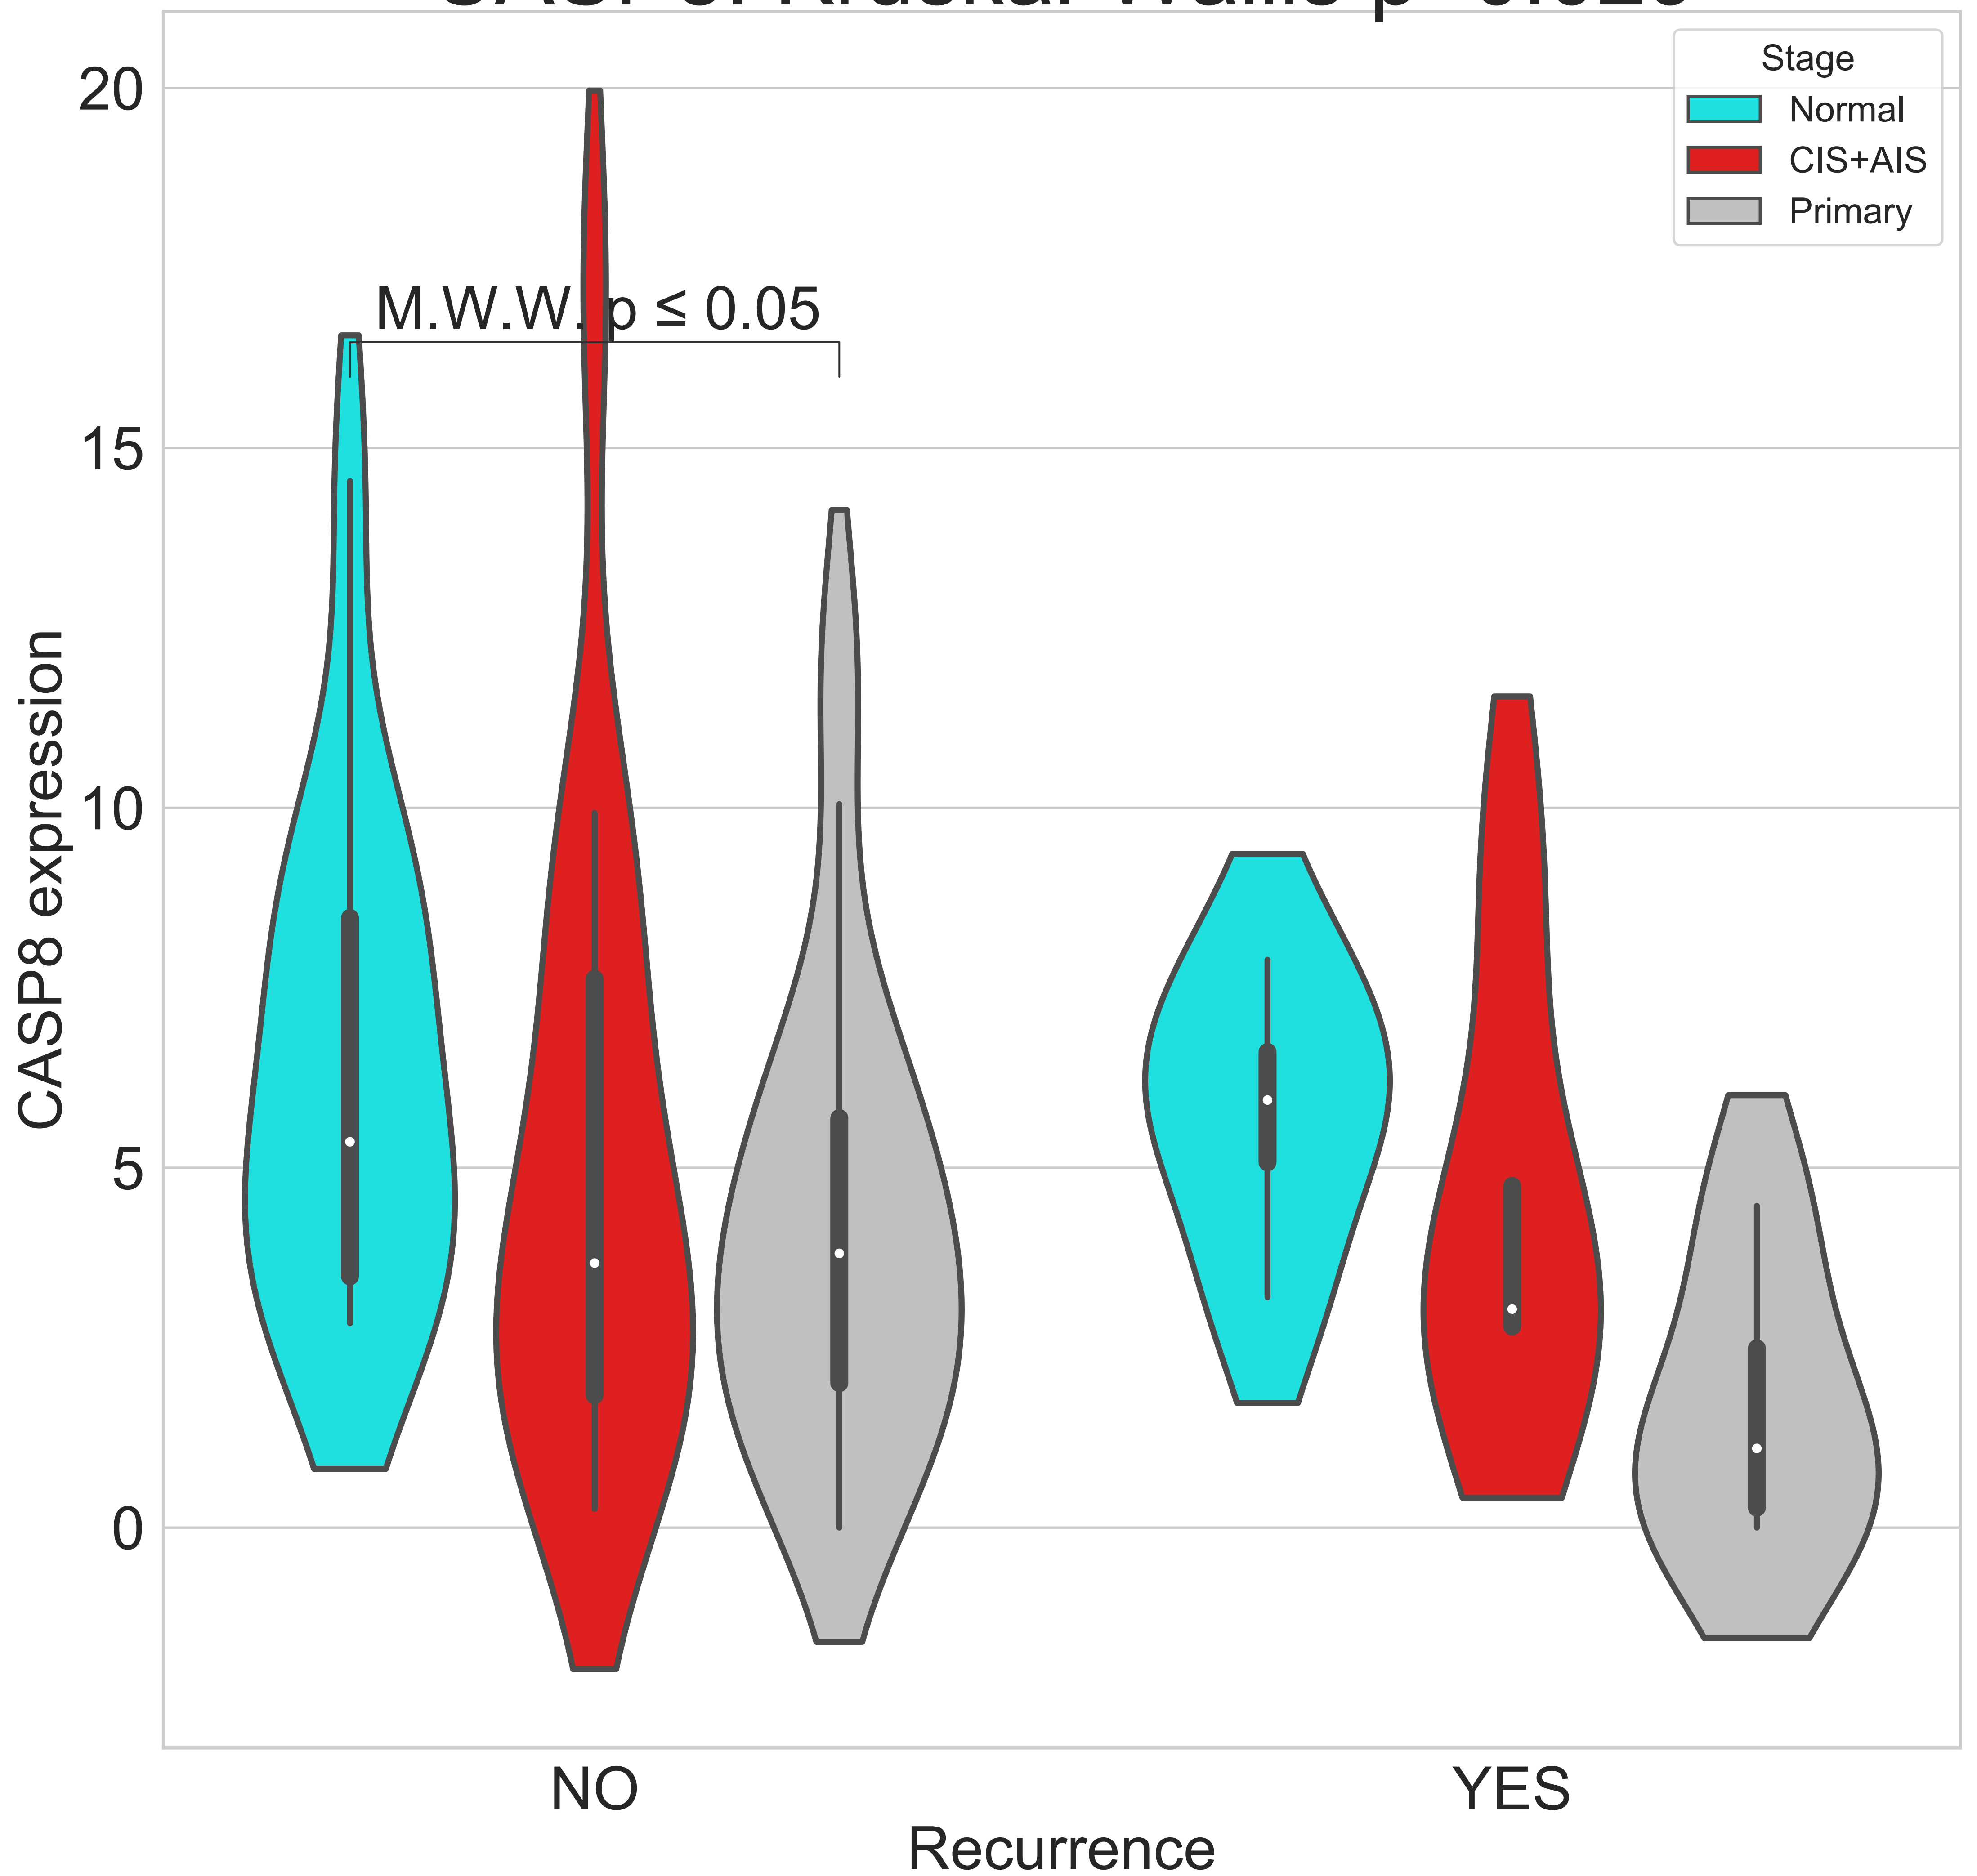 Stage
Normal
CIS+AIS
Primary
M.W.W. p ≤ 0.05
20
15
10
5
0
CASP8 expression
NO
YES
Recurrence